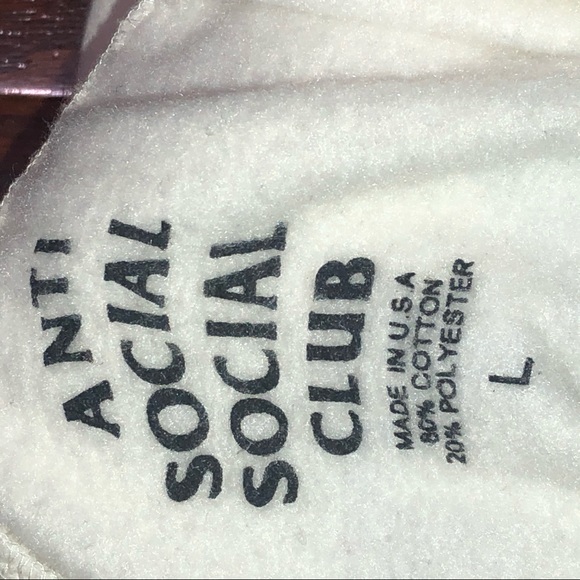 ANTI
SOCIAL
SOCIAL
CLUB
MADE IN U.S.A
80% COTTON
20% POLYESTER
L